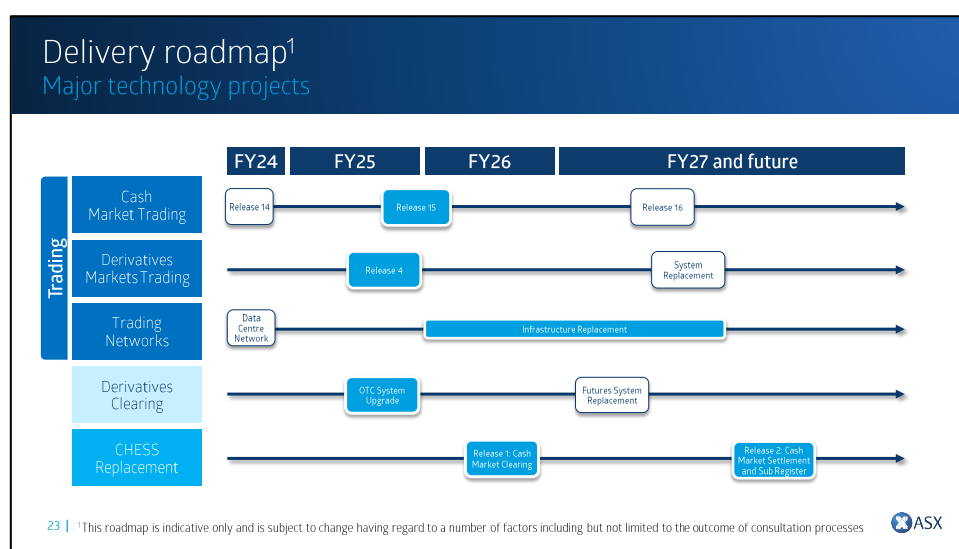 Delivery roadmap1
Major technology projects
FY24
FY25
FY26
FY27 and future
Trading
Cash
Market Trading
Release 14
Release 15
Release 16
Derivatives
Markets Trading
Release 4
System
Replacement
Trading
Networks
Data
Centre
Network
Infrastructure Replacement
Derivatives
Clearing
OTC System
Upgrade
Futures System
Replacement
CHESS
Replacement
Release 1: Cash
Market Clearing
Release 2: Cash
Market Settlement
and Sub Register
23 | 1This roadmap is indicative only and is subject to change having regard to a number of factors including but not limited to the outcome of consultation processes
ASX